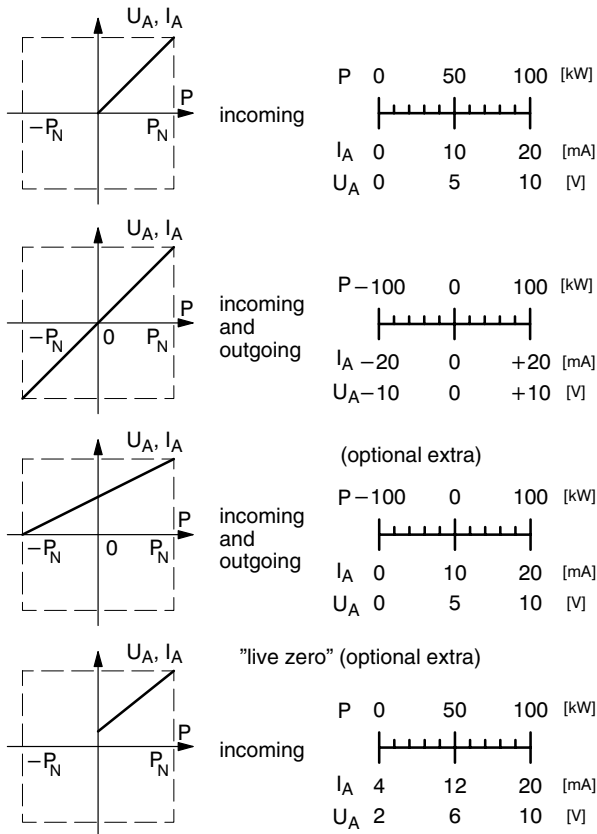 U_A, I_A
P
−P_N P_N
incoming
P 0 50 100 [kW]
I_A 0 10 20 [mA]
U_A 0 5 10 [V]
U_A, I_A
P
−P_N 0 P_N
incoming
and
outgoing
P −100 0 100 [kW]
I_A −20 0 +20 [mA]
U_A −10 0 +10 [V]
U_A, I_A
P
−P_N 0 P_N
incoming
and
outgoing
(optional extra)
P −100 0 100 [kW]
I_A 0 10 20 [mA]
U_A 0 5 10 [V]
U_A, I_A
P
−P_N P_N
incoming
”live zero” (optional extra)
P 0 50 100 [kW]
I_A 4 12 20 [mA]
U_A 2 6 10 [V]